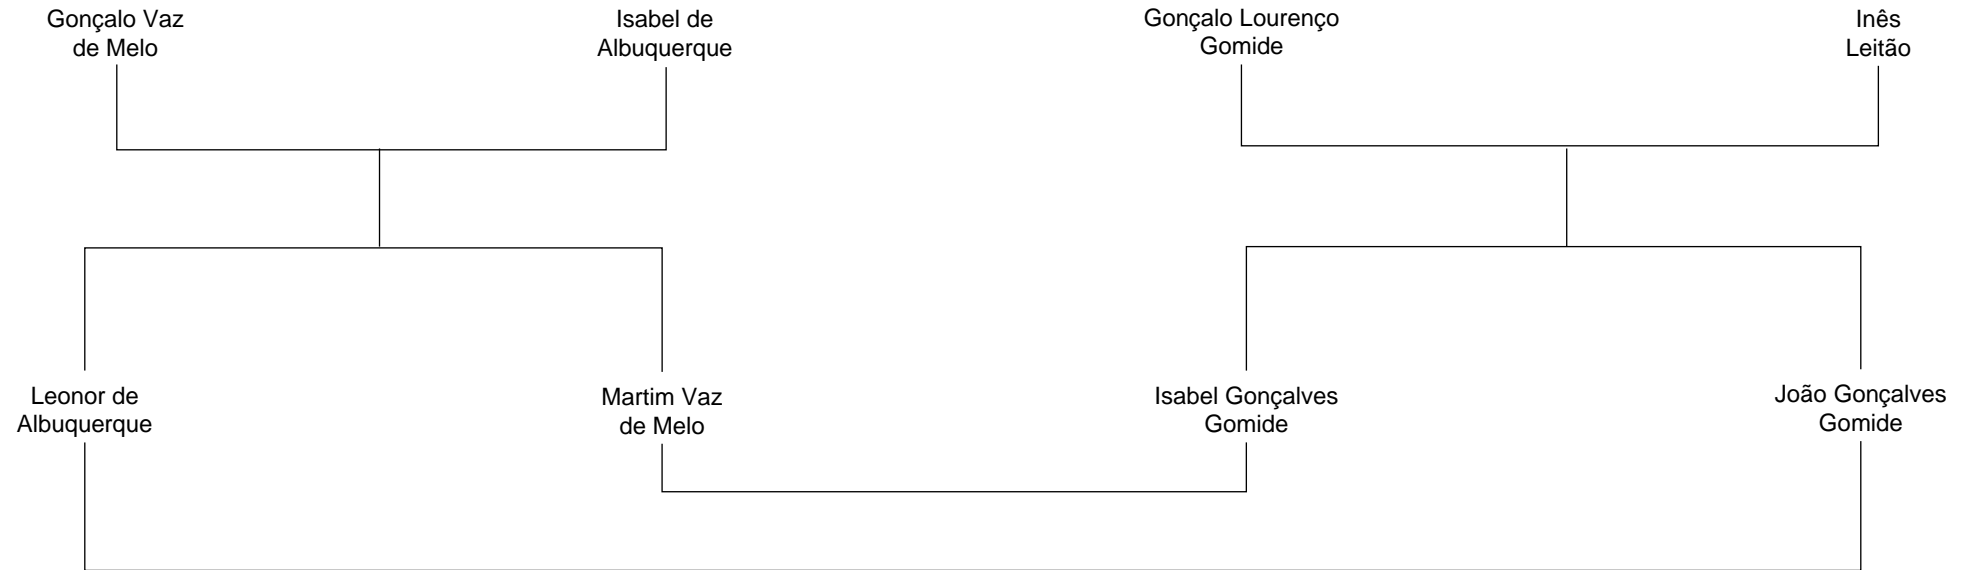 Gonçalo Vaz
de Melo
Isabel de
Albuquerque
Gonçalo Lourenço
Gomide
Inês
Leitão
Leonor de
Albuquerque
Martim Vaz
de Melo
Isabel Gonçalves
Gomide
João Gonçalves
Gomide